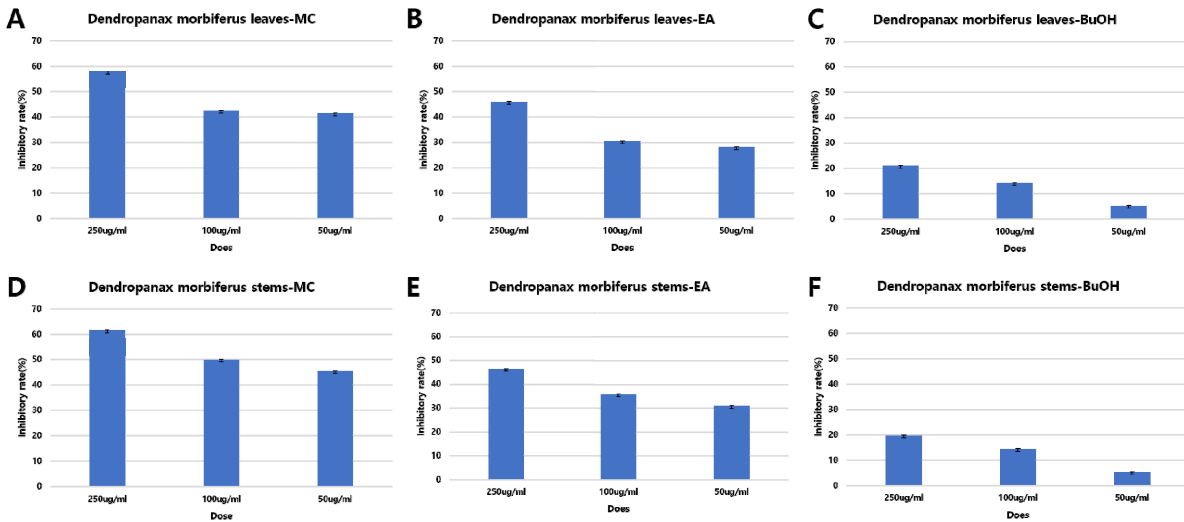 A
Dendropanax morbiferus leaves-MC
Inhibitory rate(%)
70
60
50
40
30
20
10
0
250ug/ml 100ug/ml 50ug/ml
Does
B
Dendropanax morbiferus leaves-EA
Inhibitory rate(%)
70
60
50
40
30
20
10
0
250ug/ml 100ug/ml 50ug/ml
Does
C
Dendropanax morbiferus leaves-BuOH
Inhibitory rate(%)
70
60
50
40
30
20
10
0
250ug/ml 100ug/ml 50ug/ml
Does
D
Dendropanax morbiferus stems-MC
Inhibitory rate(%)
70
60
50
40
30
20
10
0
250ug/ml 100ug/ml 50ug/ml
Dose
E
Dendropanax morbiferus stems-EA
Inhibitory rate(%)
70
60
50
40
30
20
10
0
250ug/ml 100ug/ml 50ug/ml
Does
F
Dendropanax morbiferus stems-BuOH
Inhibitory rate(%)
70
60
50
40
30
20
10
0
250ug/ml 100ug/ml 50ug/ml
Does